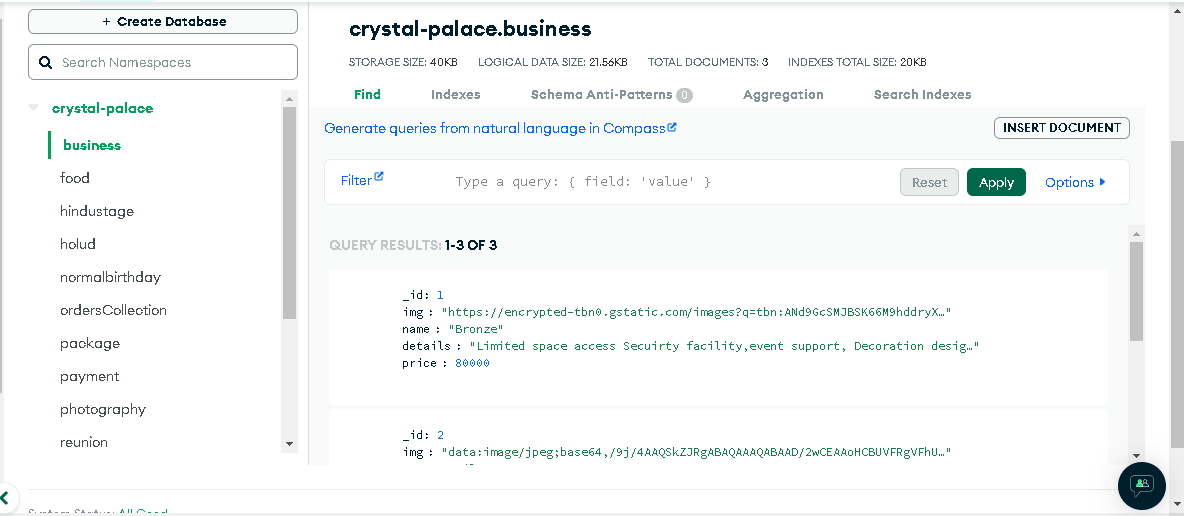 + Create Database
Search Namespaces
crystal-palace
business
food
hindustage
holud
normalbirthday
ordersCollection
package
payment
photography
reunion
crystal-palace.business
STORAGE SIZE: 40KB LOGICAL DATA SIZE: 21.56KB TOTAL DOCUMENTS: 3 INDEXES TOTAL SIZE: 20KB
Find Indexes Schema Anti-Patterns 0 Aggregation Search Indexes
Generate queries from natural language in Compass
INSERT DOCUMENT
Filter Type a query: { field: 'value' } Reset Apply Options
QUERY RESULTS: 1-3 OF 3
_id: 1
img : "https://encrypted-tbn0.gstatic.com/images?q=tbn:ANd9GcSMJBSK66M9hddryX…"
name : "Bronze"
details : "Limited space access Secuirty facility,event support, Decoration desig…"
price : 80000
_id: 2
img : "data:image/jpeg;base64,/9j/4AAQSkZJRgABAQAAAQABAAD/2wCEAAoHCBUVFRgVFhU…"
System Status: All Good